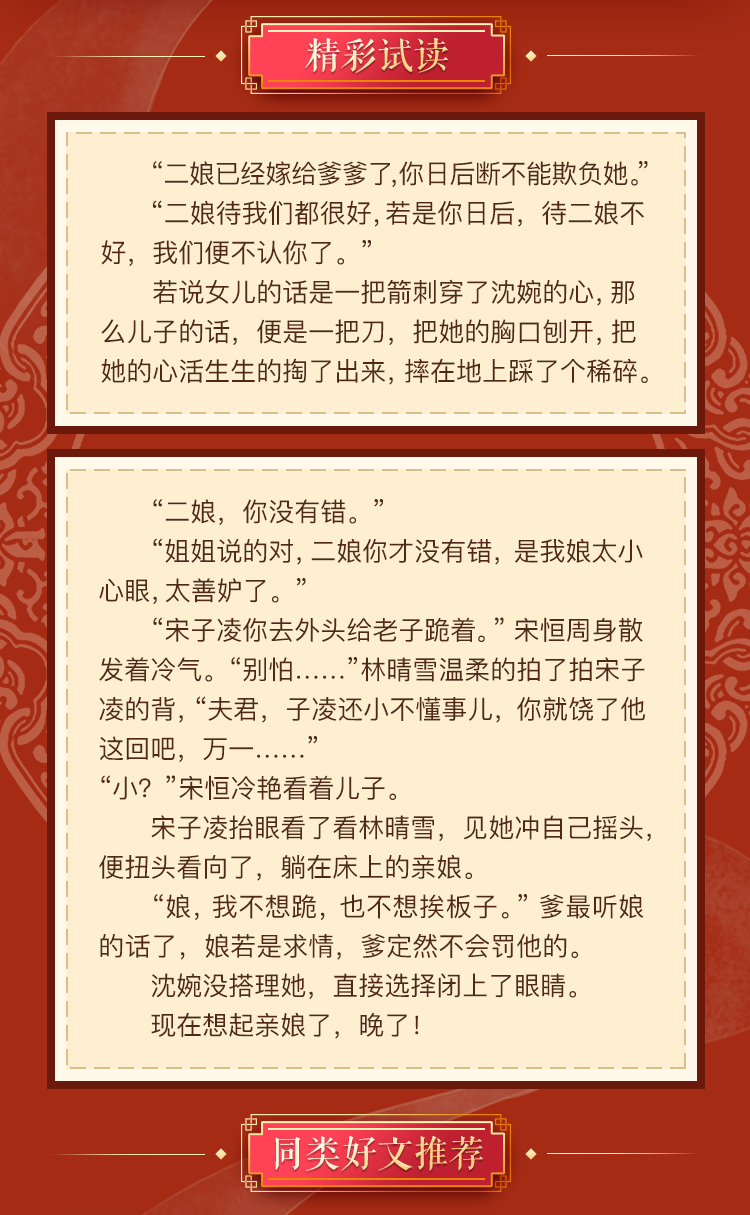 精彩试读
“二娘已经嫁给爹爹了,你日后断不能欺负她。”
“二娘待我们都很好,若是你日后，待二娘不
好，我们便不认你了。”
若说女儿的话是一把箭刺穿了沈婉的心,那
么儿子的话，便是一把刀，把她的胸口刨开,把
她的心活生生的掏了出来,摔在地上踩了个稀碎。
“二娘，你没有错。”
“姐姐说的对,二娘你才没有错，是我娘太小
心眼,太善妒了。”
“宋子凌你去外头给老子跪着。”宋恒周身散
发着冷气。“别怕……”林晴雪温柔的拍了拍宋子
凌的背,“夫君，子凌还小不懂事儿，你就饶了他
这回吧，万一……”
“小？”宋恒冷艳看着儿子。
宋子凌抬眼看了看林晴雪，见她冲自己摇头,
便扭头看向了，躺在床上的亲娘。
“娘,我不想跪，也不想挨板子。”爹最听娘
的话了，娘若是求情，爹定然不会罚他的。
沈婉没搭理她，直接选择闭上了眼睛。
现在想起亲娘了，晚了!
同类好文推荐